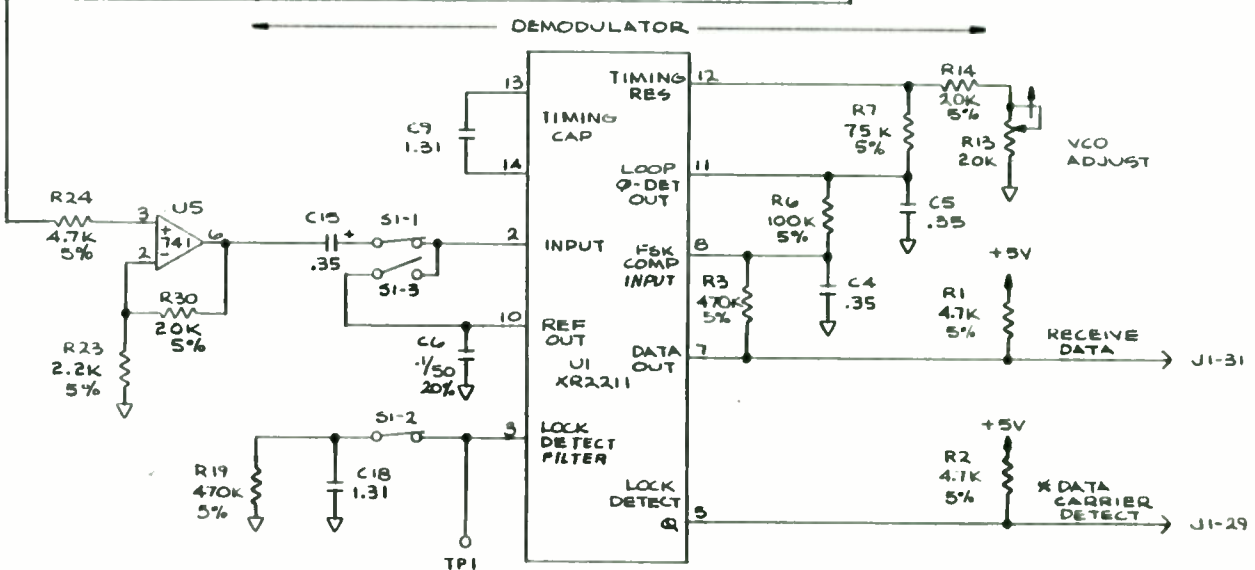 DEMODULATOR
13
C9
1.31
14
TIMING
CAP
TIMING
RES
12
R14
20K
5%
R7
75K
5%
R13
20K
VCO
ADJUST
LOOP
Ø-DET
OUT
11
R6
100K
5%
C5
.35
R24
4.7K
5%
3
+
741
-
2
U5
6
C15
+
.35
S1-1
S1-3
2
INPUT
FSK
COMP
INPUT
8
R3
470K
5%
C4
.35
+5V
R1
4.7K
5%
R30
20K
5%
R23
2.2K
5%
10
REF
OUT
C6
.1/50
20%
U1
XR2211
DATA
OUT
7
RECEIVE
DATA
J1-31
S1-2
3
LOCK
DETECT
FILTER
R19
470K
5%
C18
1.31
TP1
LOCK
DETECT
Q
5
+5V
R2
4.7K
5%
* DATA
CARRIER
DETECT
J1-29